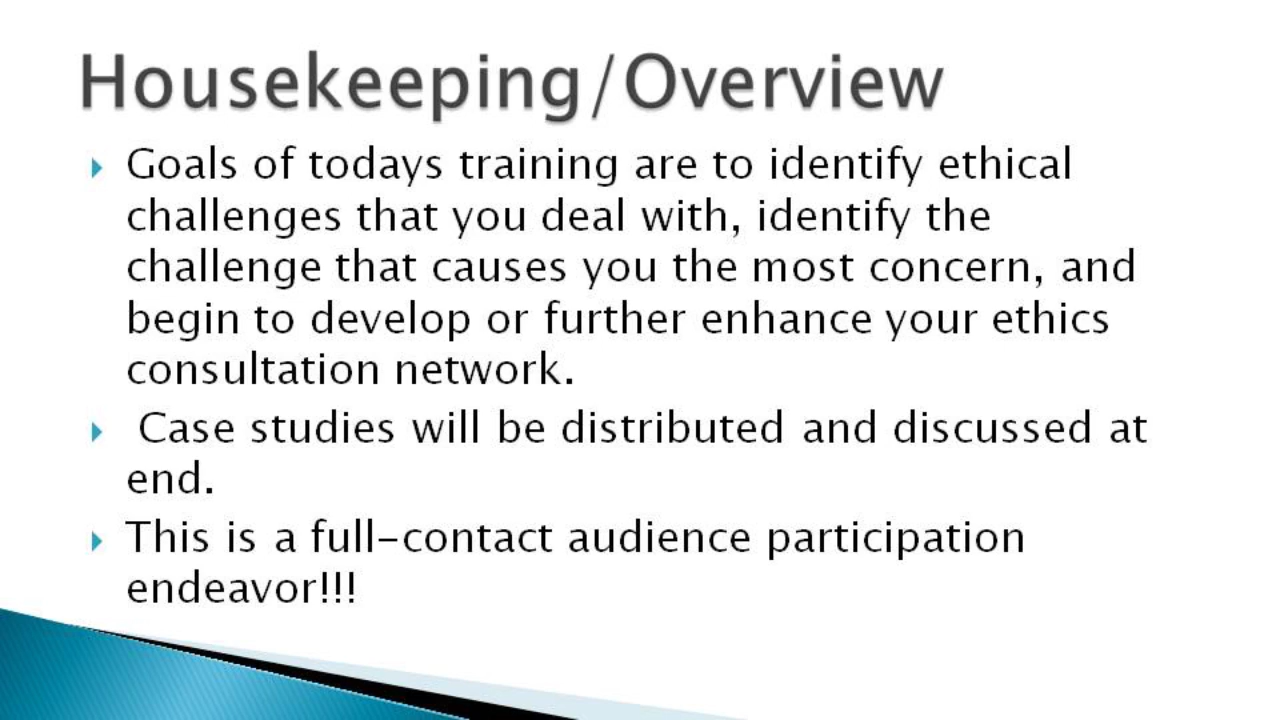 Housekeeping/Overview
Goals of todays training are to identify ethical
challenges that you deal with, identify the
challenge that causes you the most concern, and
begin to develop or further enhance your ethics
consultation network.
Case studies will be distributed and discussed at
end.
This is a full-contact audience participation
endeavor!!!